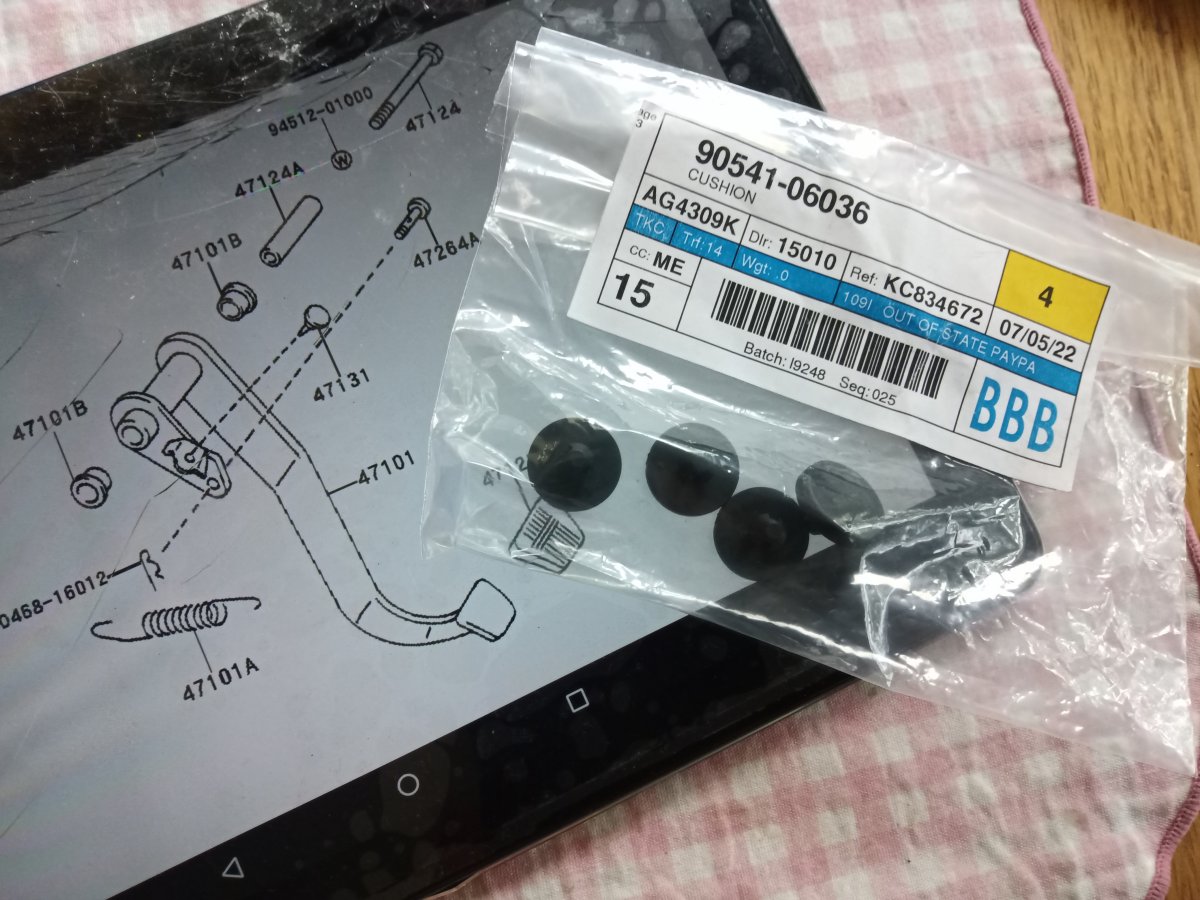 94512-01000
47124
47124A
47101B
47264A
47131
47101B
47101
0468-16012
47101A
90541-06036
CUSHION
AG4309K
Dlr: 15010
Ref: KC834672
4
TKC,
Trf:14
Wgt: .0
109I OUT OF STATE PAYPA
07/05/22
cc: ME
15
Batch: I9248 Seq: 025
BBB
3